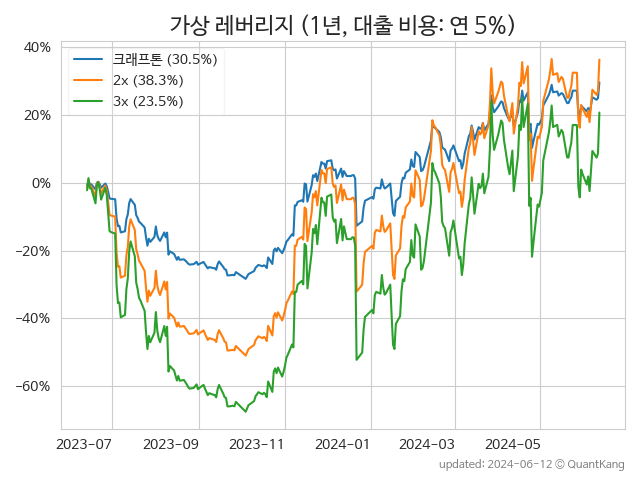 가상 레버리지 (1년, 대출 비용: 연 5%)
크래프톤 (30.5%)
2x (38.3%)
3x (23.5%)
40%
20%
0%
−20%
−40%
−60%
2023-07 2023-09 2023-11 2024-01 2024-03 2024-05
updated: 2024-06-12 © QuantKang